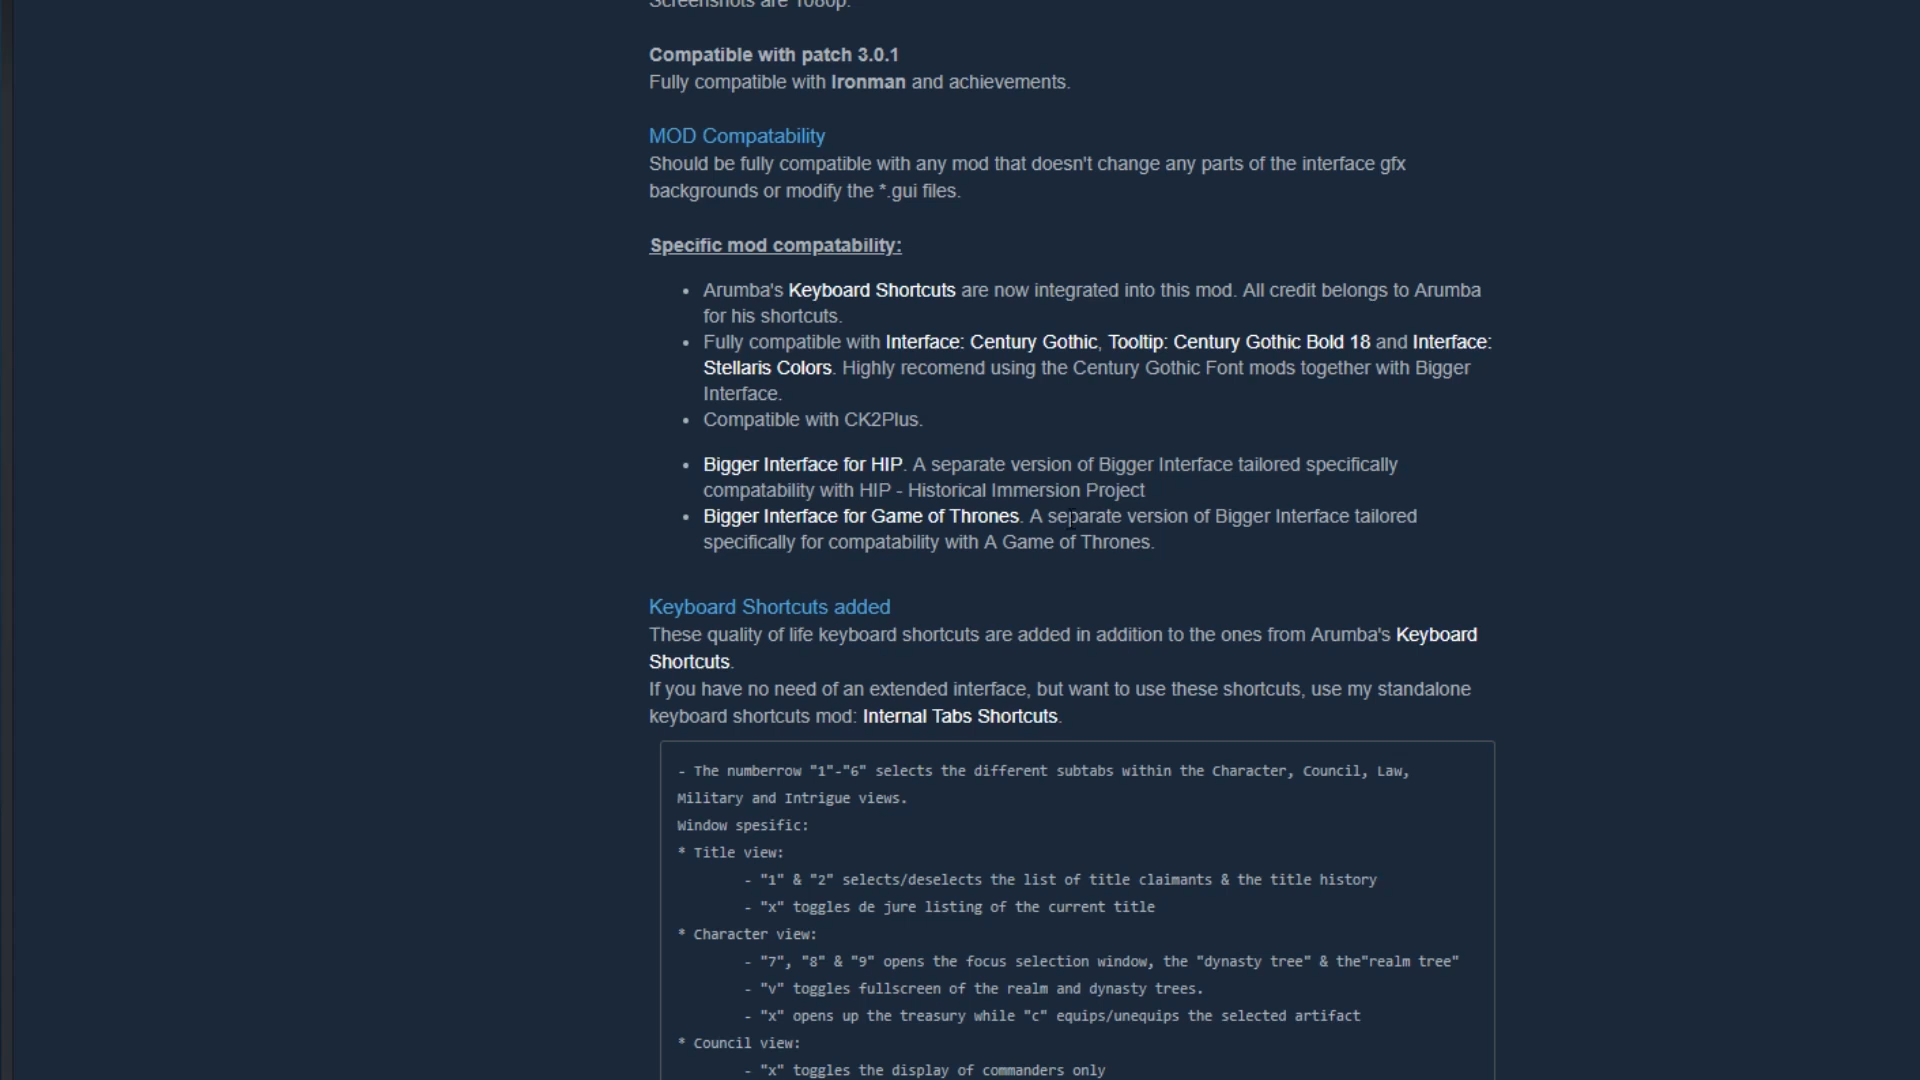 Screenshots are 1080p.
Compatible with patch 3.0.1
Fully compatible with Ironman and achievements.
MOD Compatability
Should be fully compatible with any mod that doesn't change any parts of the interface gfx
backgrounds or modify the *.gui files.
Specific mod compatability:
• Arumba's Keyboard Shortcuts are now integrated into this mod. All credit belongs to Arumba
for his shortcuts.
• Fully compatible with Interface: Century Gothic, Tooltip: Century Gothic Bold 18 and Interface:
Stellaris Colors. Highly recomend using the Century Gothic Font mods together with Bigger
Interface.
• Compatible with CK2Plus.
• Bigger Interface for HIP. A separate version of Bigger Interface tailored specifically
compatability with HIP - Historical Immersion Project
• Bigger Interface for Game of Thrones. A separate version of Bigger Interface tailored
specifically for compatability with A Game of Thrones.
Keyboard Shortcuts added
These quality of life keyboard shortcuts are added in addition to the ones from Arumba's Keyboard
Shortcuts.
If you have no need of an extended interface, but want to use these shortcuts, use my standalone
keyboard shortcuts mod: Internal Tabs Shortcuts.
- The numberrow "1"-"6" selects the different subtabs within the Character, Council, Law,
Military and Intrigue views.
Window spesific:
* Title view:
- "1" & "2" selects/deselects the list of title claimants & the title history
- "x" toggles de jure listing of the current title
* Character view:
- "7", "8" & "9" opens the focus selection window, the "dynasty tree" & the"realm tree"
- "v" toggles fullscreen of the realm and dynasty trees.
- "x" opens up the treasury while "c" equips/unequips the selected artifact
* Council view:
- "x" toggles the display of commanders only